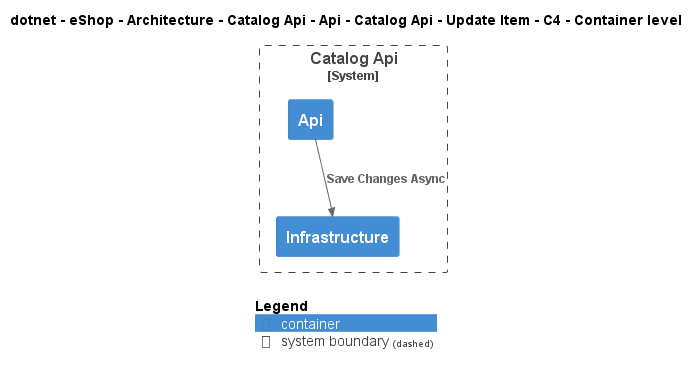 dotnet - eShop - Architecture - Catalog Api - Api - Catalog Api - Update Item - C4 - Container level
Catalog Api
[System]
Api
Save Changes Async
Infrastructure
Legend
container
system boundary (dashed)